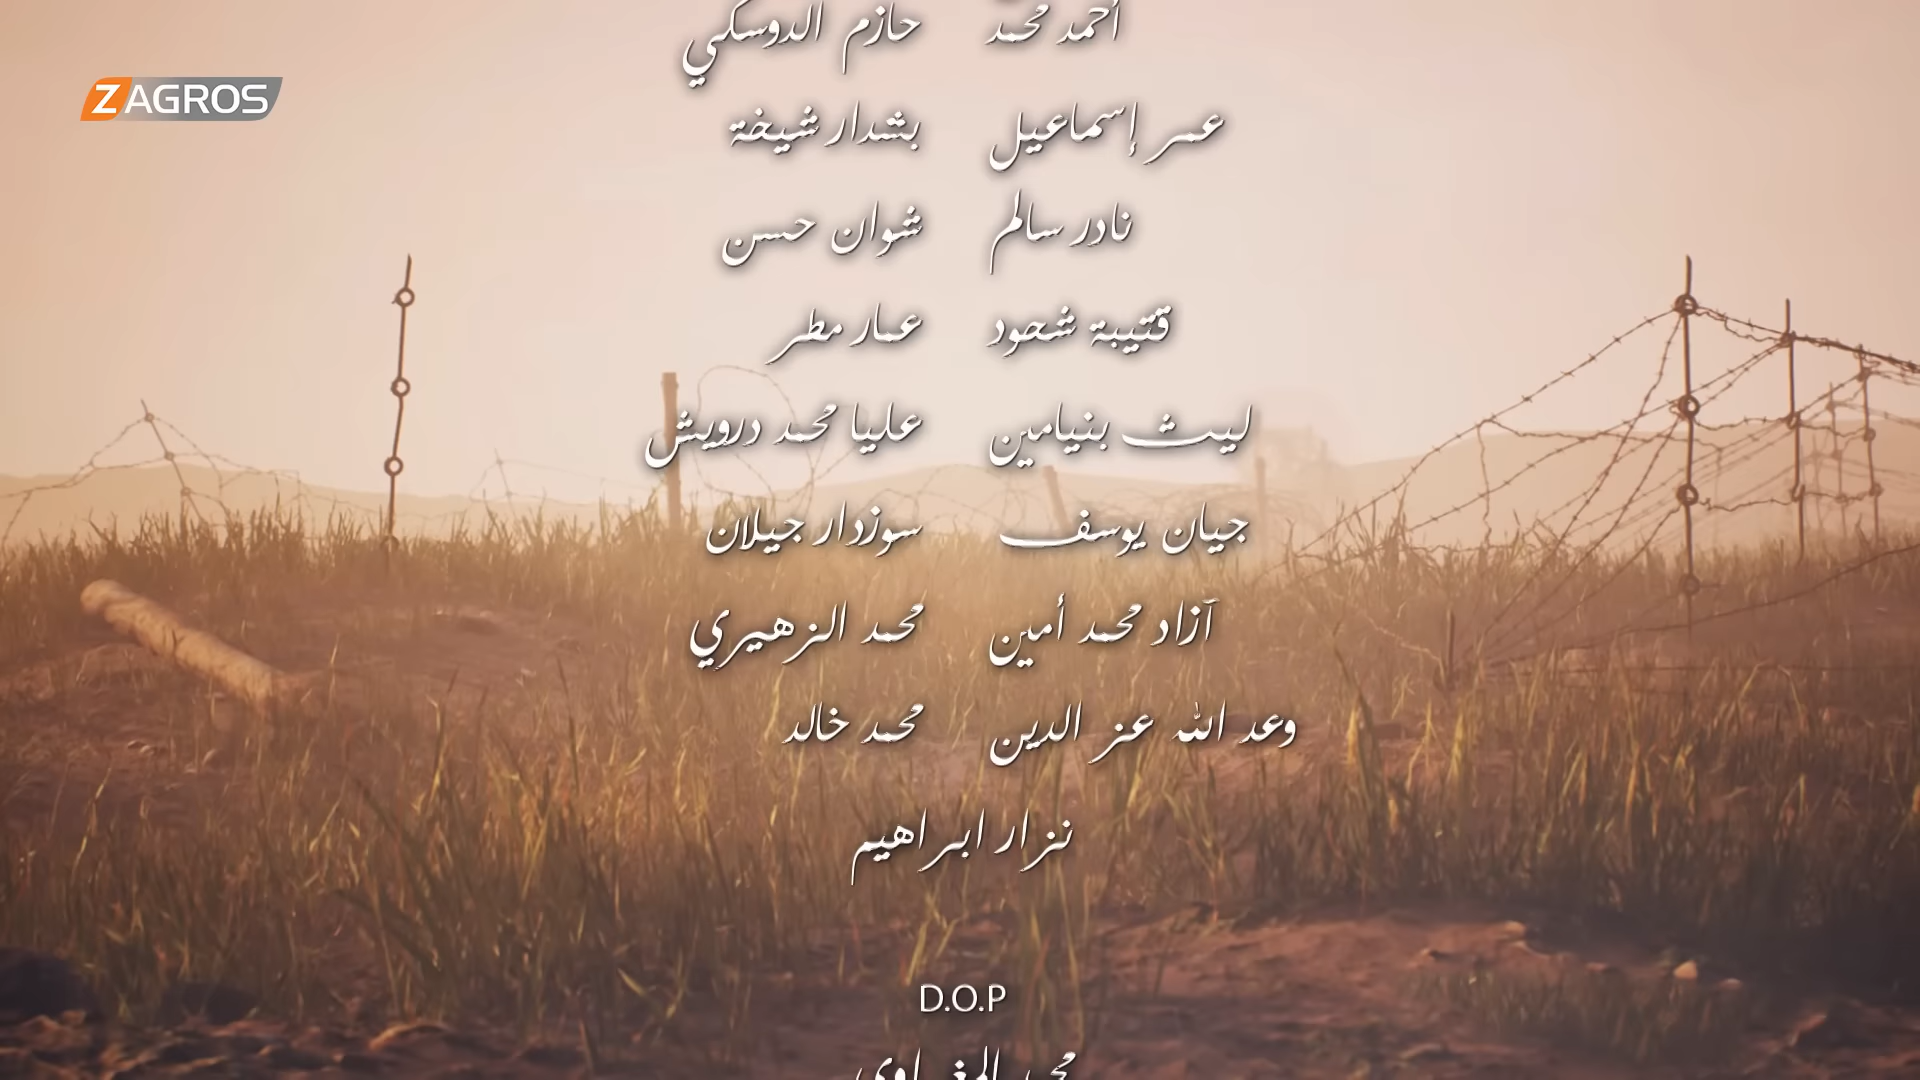 ZAGROS
أحمد محمد حازم الدوسكي
عمر إسماعيل بشدار شيخة
نادر سالم شوان حسن
قتيبة شحود عمار مطر
ليث بنيامين عليا محمد درويش
جيان يوسف سوزدار جيلان
آزاد محمد أمين محمد الزهيري
وعد الله عز الدين محمد خالد
نزار ابراهيم
D.O.P